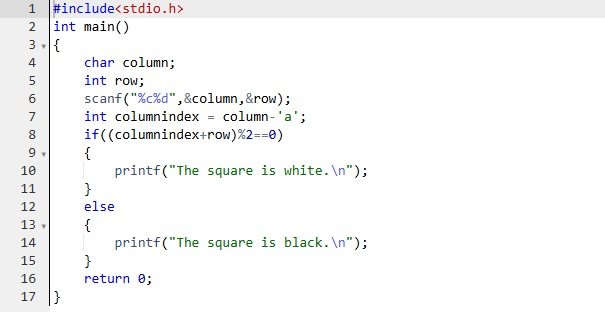 1 #include<stdio.h>
2 int main()
3 {
4 char column;
5 int row;
6 scanf("%c%d",&column,&row);
7 int columnindex = column-'a';
8 if((columnindex+row)%2==0)
9 {
10 printf("The square is white.\n");
11 }
12 else
13 {
14 printf("The square is black.\n");
15 }
16 return 0;
17 }